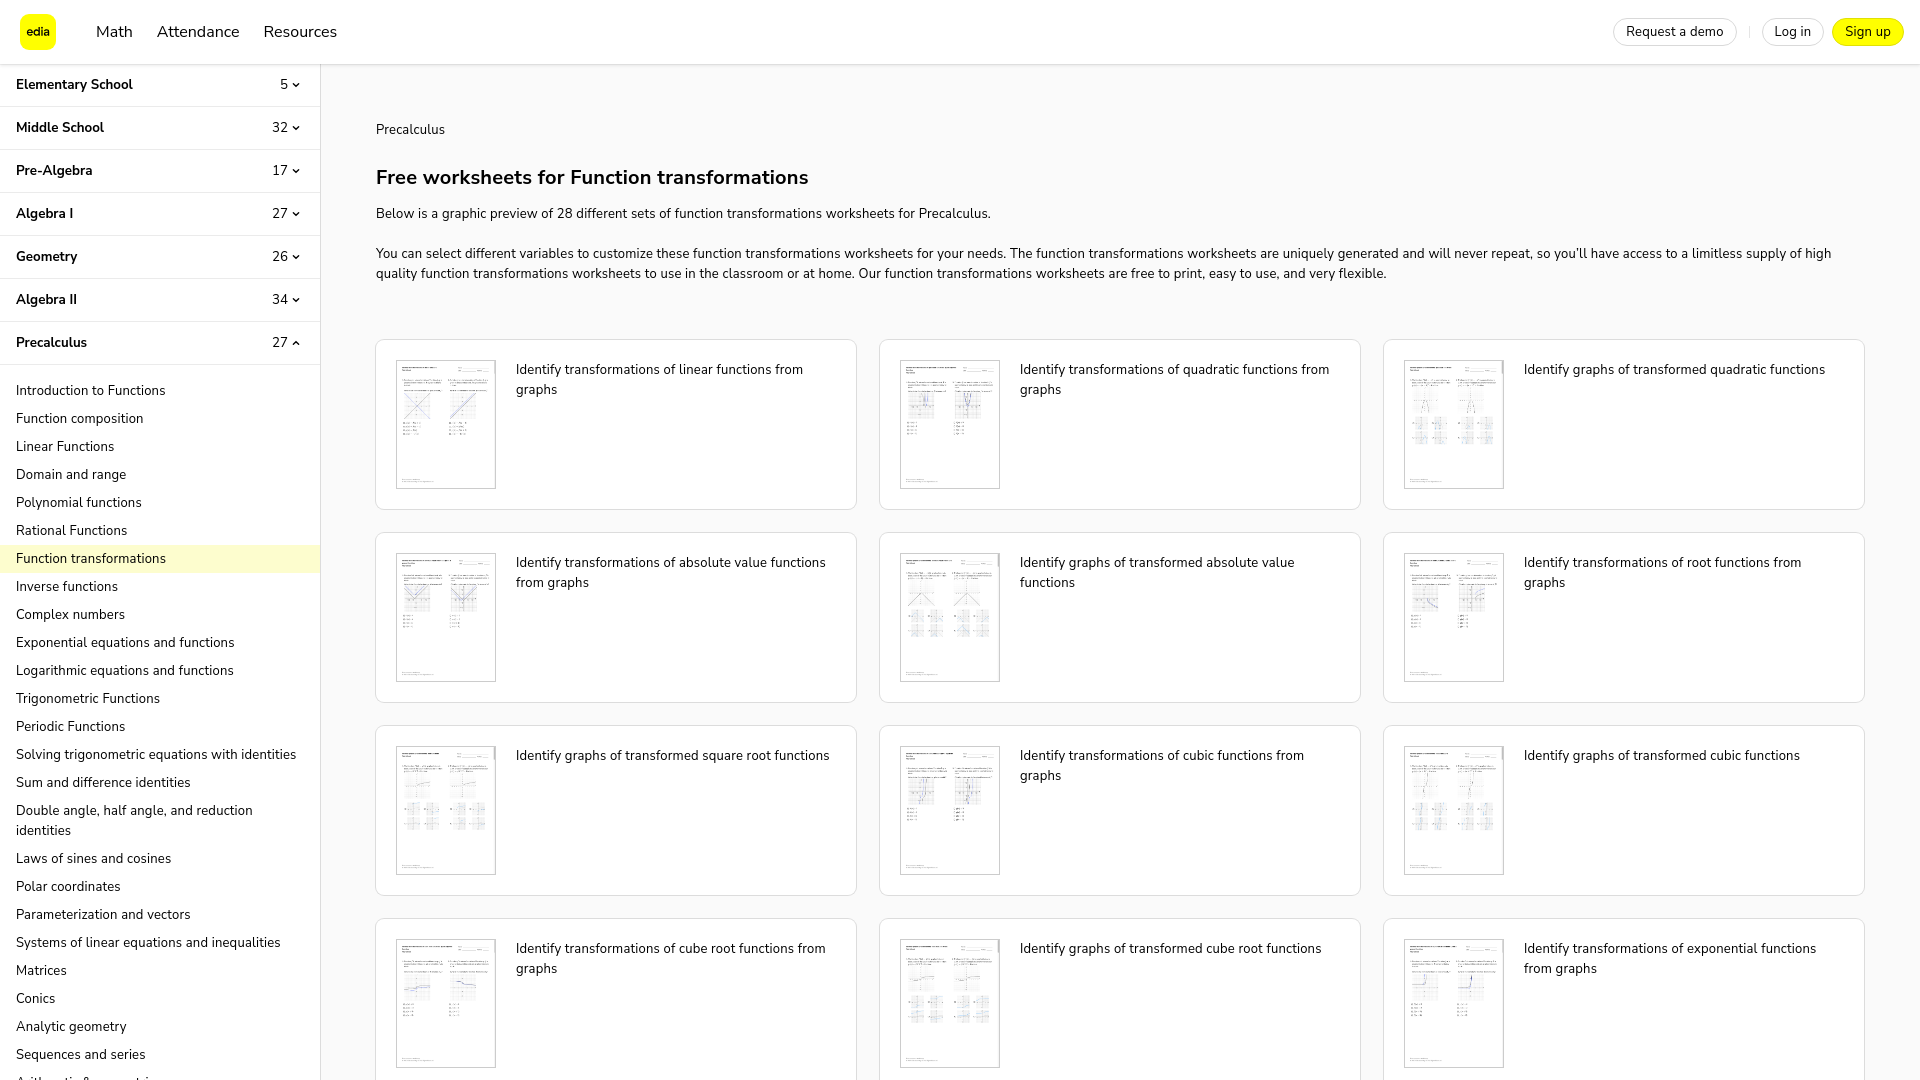 edia
Math
Attendance
Resources
Request a demo
Log in
Sign up
Elementary School
5
Middle School
32
Pre-Algebra
17
Algebra I
27
Geometry
26
Algebra II
34
Precalculus
27
Introduction to Functions
Function composition
Linear Functions
Domain and range
Polynomial functions
Rational Functions
Function transformations
Inverse functions
Complex numbers
Exponential equations and functions
Logarithmic equations and functions
Trigonometric Functions
Periodic Functions
Solving trigonometric equations with identities
Sum and difference identities
Double angle, half angle, and reduction
identities
Laws of sines and cosines
Polar coordinates
Parameterization and vectors
Systems of linear equations and inequalities
Matrices
Conics
Analytic geometry
Sequences and series
Precalculus
Free worksheets for Function transformations
Below is a graphic preview of 28 different sets of function transformations worksheets for Precalculus.
You can select different variables to customize these function transformations worksheets for your needs. The function transformations worksheets are uniquely generated and will never repeat, so you'll have access to a limitless supply of high
quality function transformations worksheets to use in the classroom or at home. Our function transformations worksheets are free to print, easy to use, and very flexible.
Identify transformations of linear functions from
graphs
Identify transformations of quadratic functions from
graphs
Identify graphs of transformed quadratic functions
Identify transformations of absolute value functions
from graphs
Identify graphs of transformed absolute value
functions
Identify transformations of root functions from
graphs
Identify graphs of transformed square root functions
Identify transformations of cubic functions from
graphs
Identify graphs of transformed cubic functions
Identify transformations of cube root functions from
graphs
Identify graphs of transformed cube root functions
Identify transformations of exponential functions
from graphs